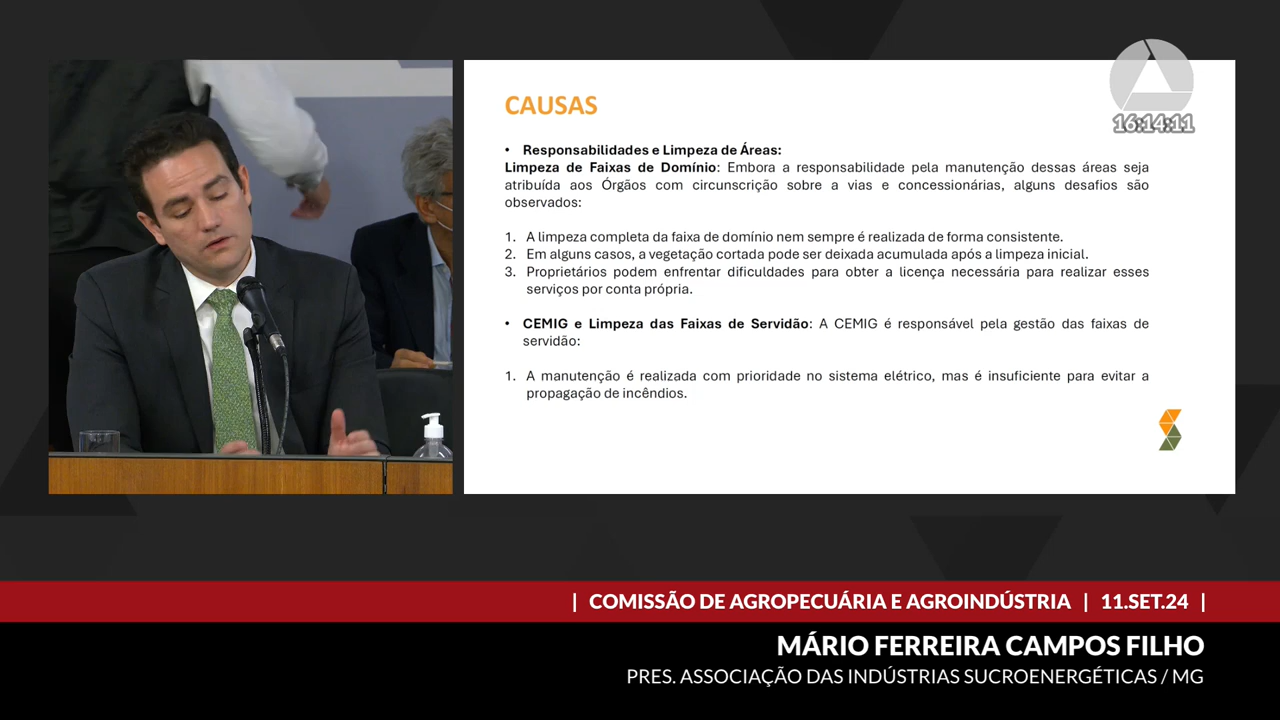 16:14:11
CAUSAS
• Responsabilidades e Limpeza de Áreas:
Limpeza de Faixas de Domínio: Embora a responsabilidade pela manutenção dessas áreas seja
atribuída aos Órgãos com circunscrição sobre a vias e concessionárias, alguns desafios são
observados:
1. A limpeza completa da faixa de domínio nem sempre é realizada de forma consistente.
2. Em alguns casos, a vegetação cortada pode ser deixada acumulada após a limpeza inicial.
3. Proprietários podem enfrentar dificuldades para obter a licença necessária para realizar esses
serviços por conta própria.
• CEMIG e Limpeza das Faixas de Servidão: A CEMIG é responsável pela gestão das faixas de
servidão:
1. A manutenção é realizada com prioridade no sistema elétrico, mas é insuficiente para evitar a
propagação de incêndios.
| COMISSÃO DE AGROPECUÁRIA E AGROINDÚSTRIA | 11.SET.24 |
MÁRIO FERREIRA CAMPOS FILHO
PRES. ASSOCIAÇÃO DAS INDÚSTRIAS SUCROENERGÉTICAS / MG